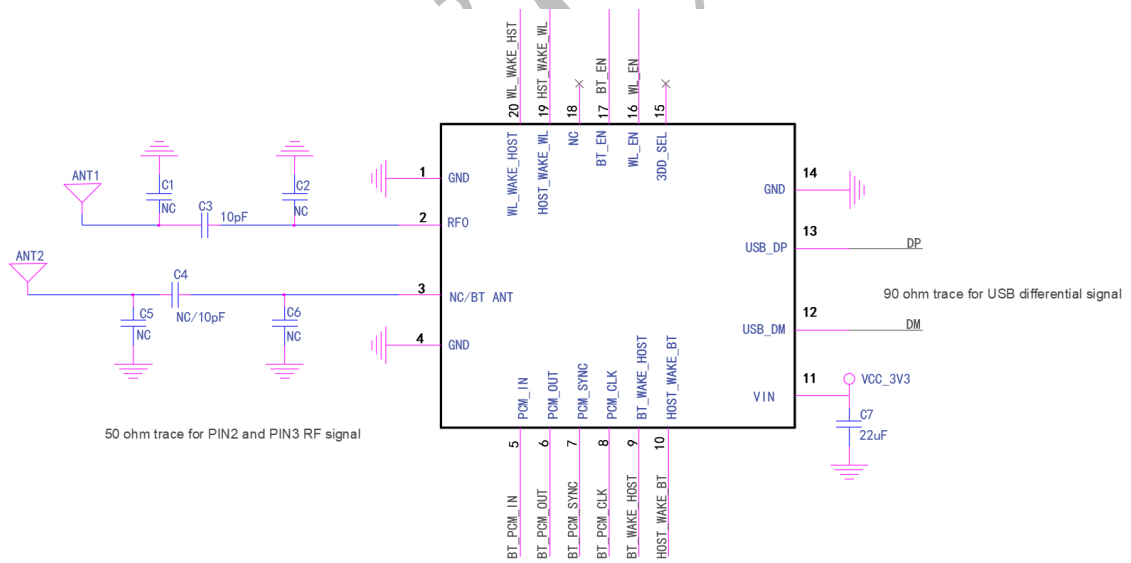 WL_WAKE_HST
HST_WAKE_WL
BT_EN
WL_EN
20
19
18
17
16
15
WL_WAKE_HOST
HOST_WAKE_WL
NC
BT_EN
WL_EN
3DD_SEL
ANT1
C1
NC
C2
NC
C3
10pF
1
GND
2
RFO
14
GND
13
USB_DP
DP
ANT2
C4
NC/10pF
C5
NC
C6
NC
3
NC/BT ANT
4
GND
90 ohm trace for USB differential signal
12
USB_DM
DM
11
VIN
VCC_3V3
C7
22uF
50 ohm trace for PIN2 and PIN3 RF signal
PCM_IN
PCM_OUT
PCM_SYNC
PCM_CLK
BT_WAKE_HOST
HOST_WAKE_BT
5
6
7
8
9
10
BT_PCM_IN
BT_PCM_OUT
BT_PCM_SYNC
BT_PCM_CLK
BT_WAKE_HOST
HOST_WAKE_BT